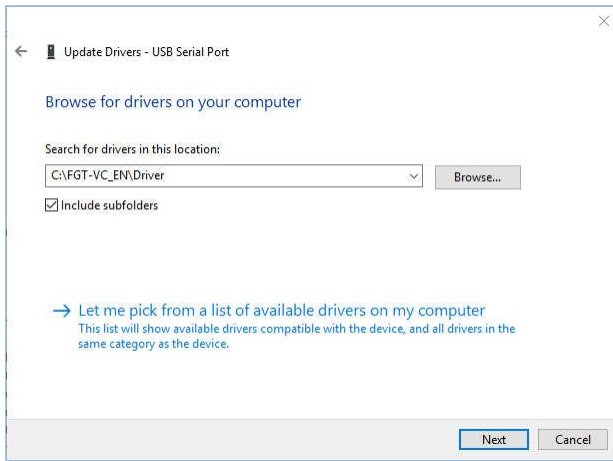 Update Drivers - USB Serial Port
Browse for drivers on your computer
Search for drivers in this location:
C:\FGT-VC_EN\Driver
Browse...
Include subfolders
Let me pick from a list of available drivers on my computer
This list will show available drivers compatible with the device, and all drivers in the
same category as the device.
Next
Cancel